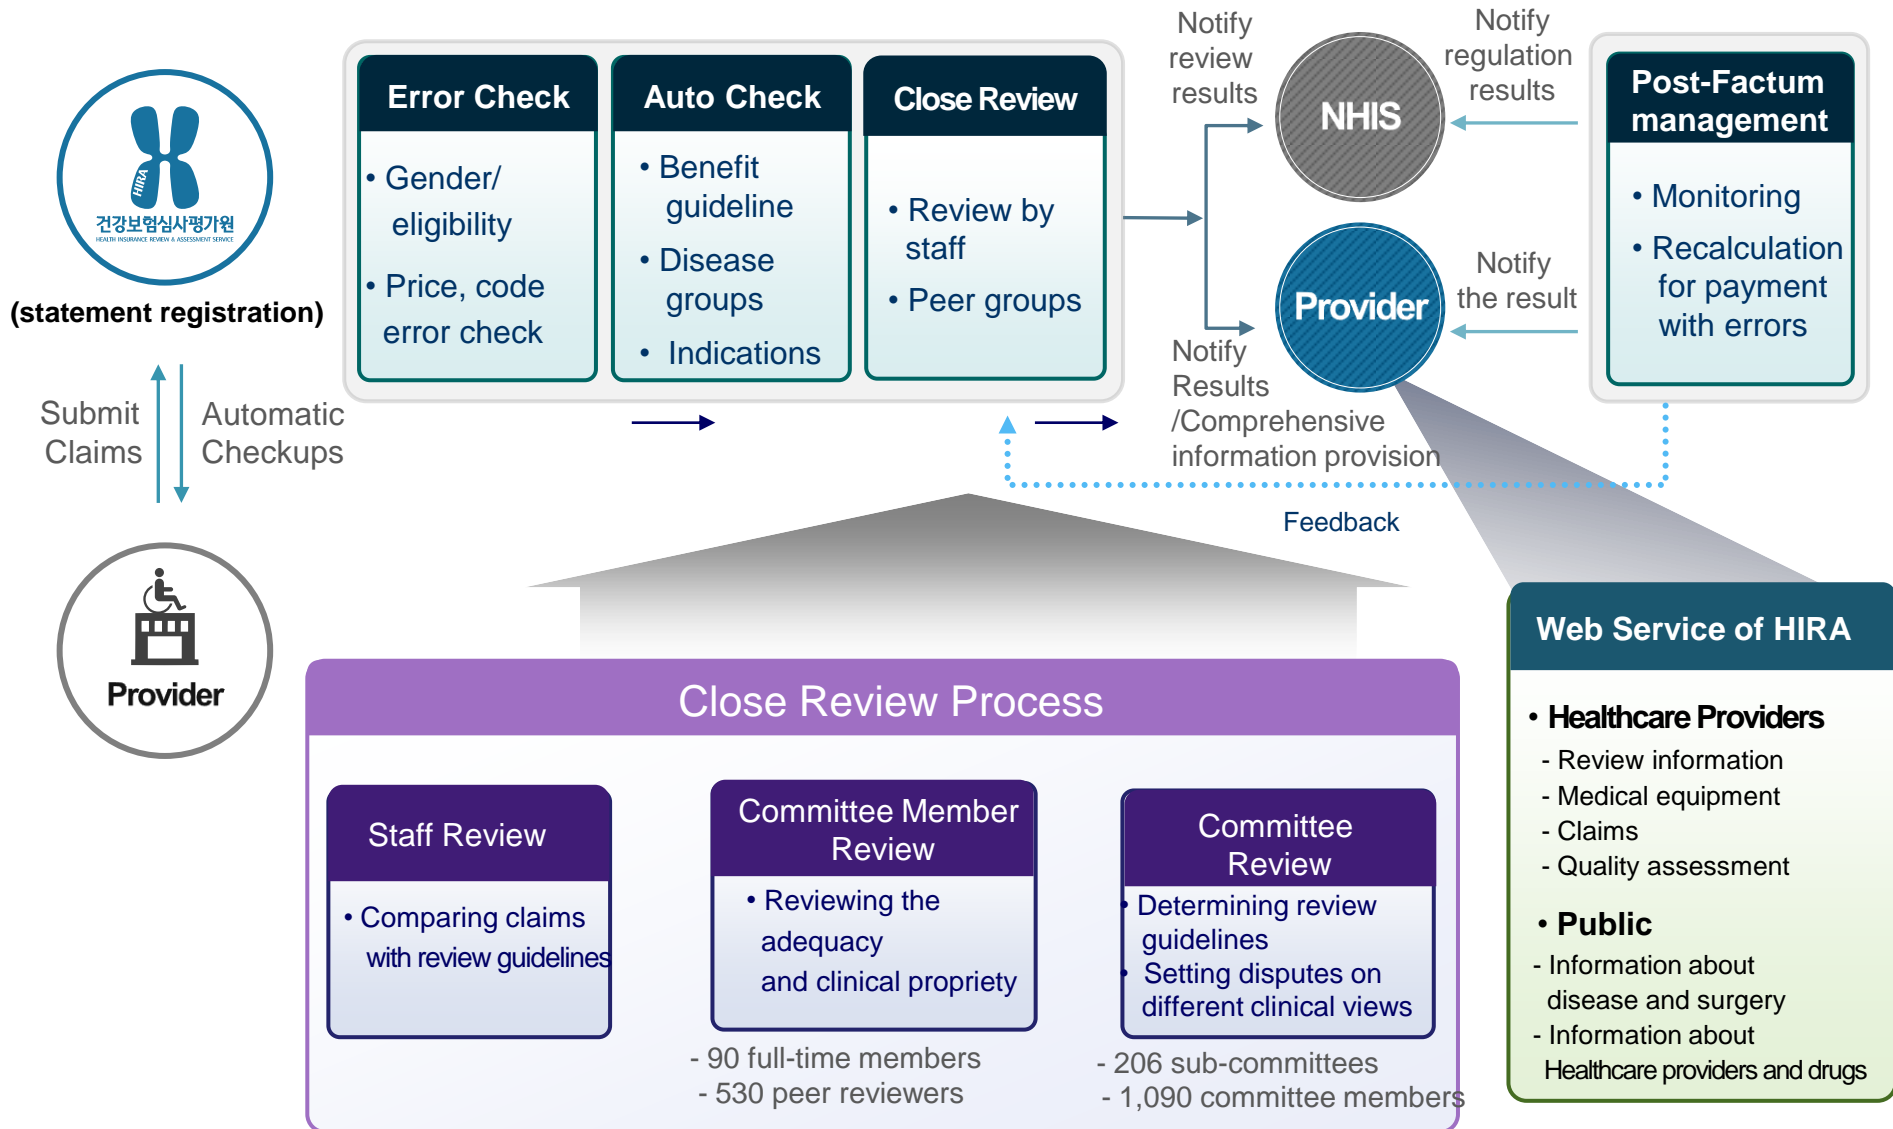 HIRA
건강보험심사평가원
HEALTH INSURANCE REVIEW & ASSESSMENT SERVICE
(statement registration)
Submit
Claims
Automatic
Checkups
Provider
Error Check
• Gender/
eligibility
• Price, code
error check
Auto Check
• Benefit
guideline
• Disease
groups
• Indications
Close Review
• Review by
staff
• Peer groups
Notify
review
results
NHIS
Notify
regulation
results
Provider
Notify
the result
Notify
Results
/Comprehensive
information provision
Post-Factum
management
• Monitoring
• Recalculation
for payment
with errors
Feedback
Close Review Process
Staff Review
• Comparing claims
with review guidelines
Committee Member
Review
• Reviewing the
adequacy
and clinical propriety
- 90 full-time members
- 530 peer reviewers
Committee
Review
• Determining review
guidelines
• Setting disputes on
different clinical views
- 206 sub-committees
- 1,090 committee members
Web Service of HIRA
• Healthcare Providers
- Review information
- Medical equipment
- Claims
- Quality assessment
• Public
- Information about
disease and surgery
- Information about
Healthcare providers and drugs